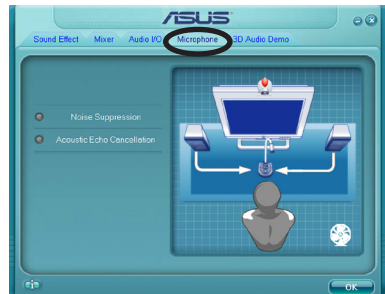 ASUS
Sound Effect Mixer Audio I/O Microphone 3D Audio Demo
Noise Suppression
Acoustic Echo Cancellation
OK